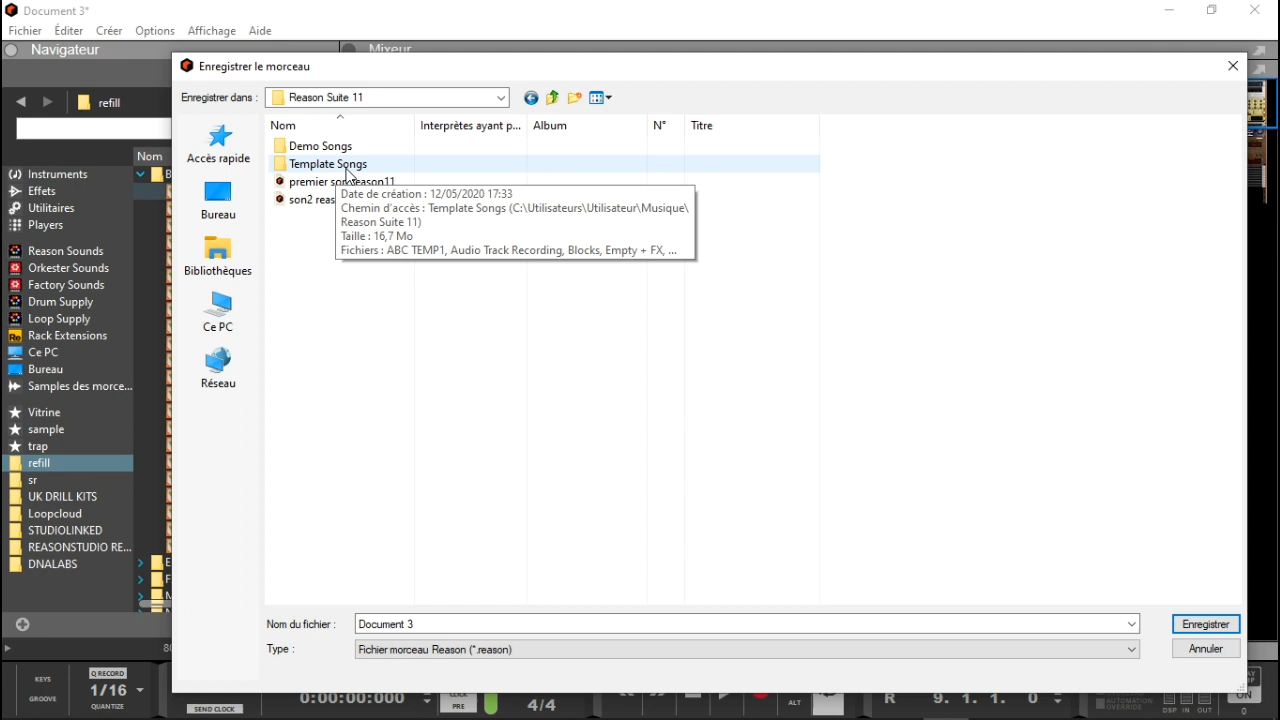 Document 3*
Fichier Éditer Créer Options Affichage Aide
Navigateur
Mixeur
Enregistrer le morceau
refill
Enregistrer dans :
Reason Suite 11
Nom
Interprètes ayant p...
Album
N°
Titre
Accès rapide
Bureau
Bibliothèques
Ce PC
Réseau
Demo Songs
Template Songs
son2 reas
Date de création : 12/05/2020 17:33
Chemin d'accès : Template Songs (C:\Utilisateurs\Utilisateur\Musique\
Reason Suite 11)
Taille : 16,7 Mo
Fichiers : ABC TEMP1, Audio Track Recording, Blocks, Empty + FX, ...
Nom
Instruments
Effets
Utilitaires
Players
Reason Sounds
Orkester Sounds
Factory Sounds
Drum Supply
Loop Supply
Rack Extensions
Ce PC
Bureau
Samples des morce...
Vitrine
sample
trap
refill
sr
UK DRILL KITS
Loopcloud
STUDIOLINKED
REASONSTUDIO RE...
DNALABS
Nom du fichier :
Document 3
Enregistrer
Type :
Fichier morceau Reason (*.reason)
Annuler
KEYS
GROOVE
Q RECORD
1/16
QUANTIZE
SEND CLOCK
0:00:00:000
PRE
4/4
ALT
R
9. 1. 1. 0
AUTOMATION
OVERRIDE
DSP IN OUT
ON
0